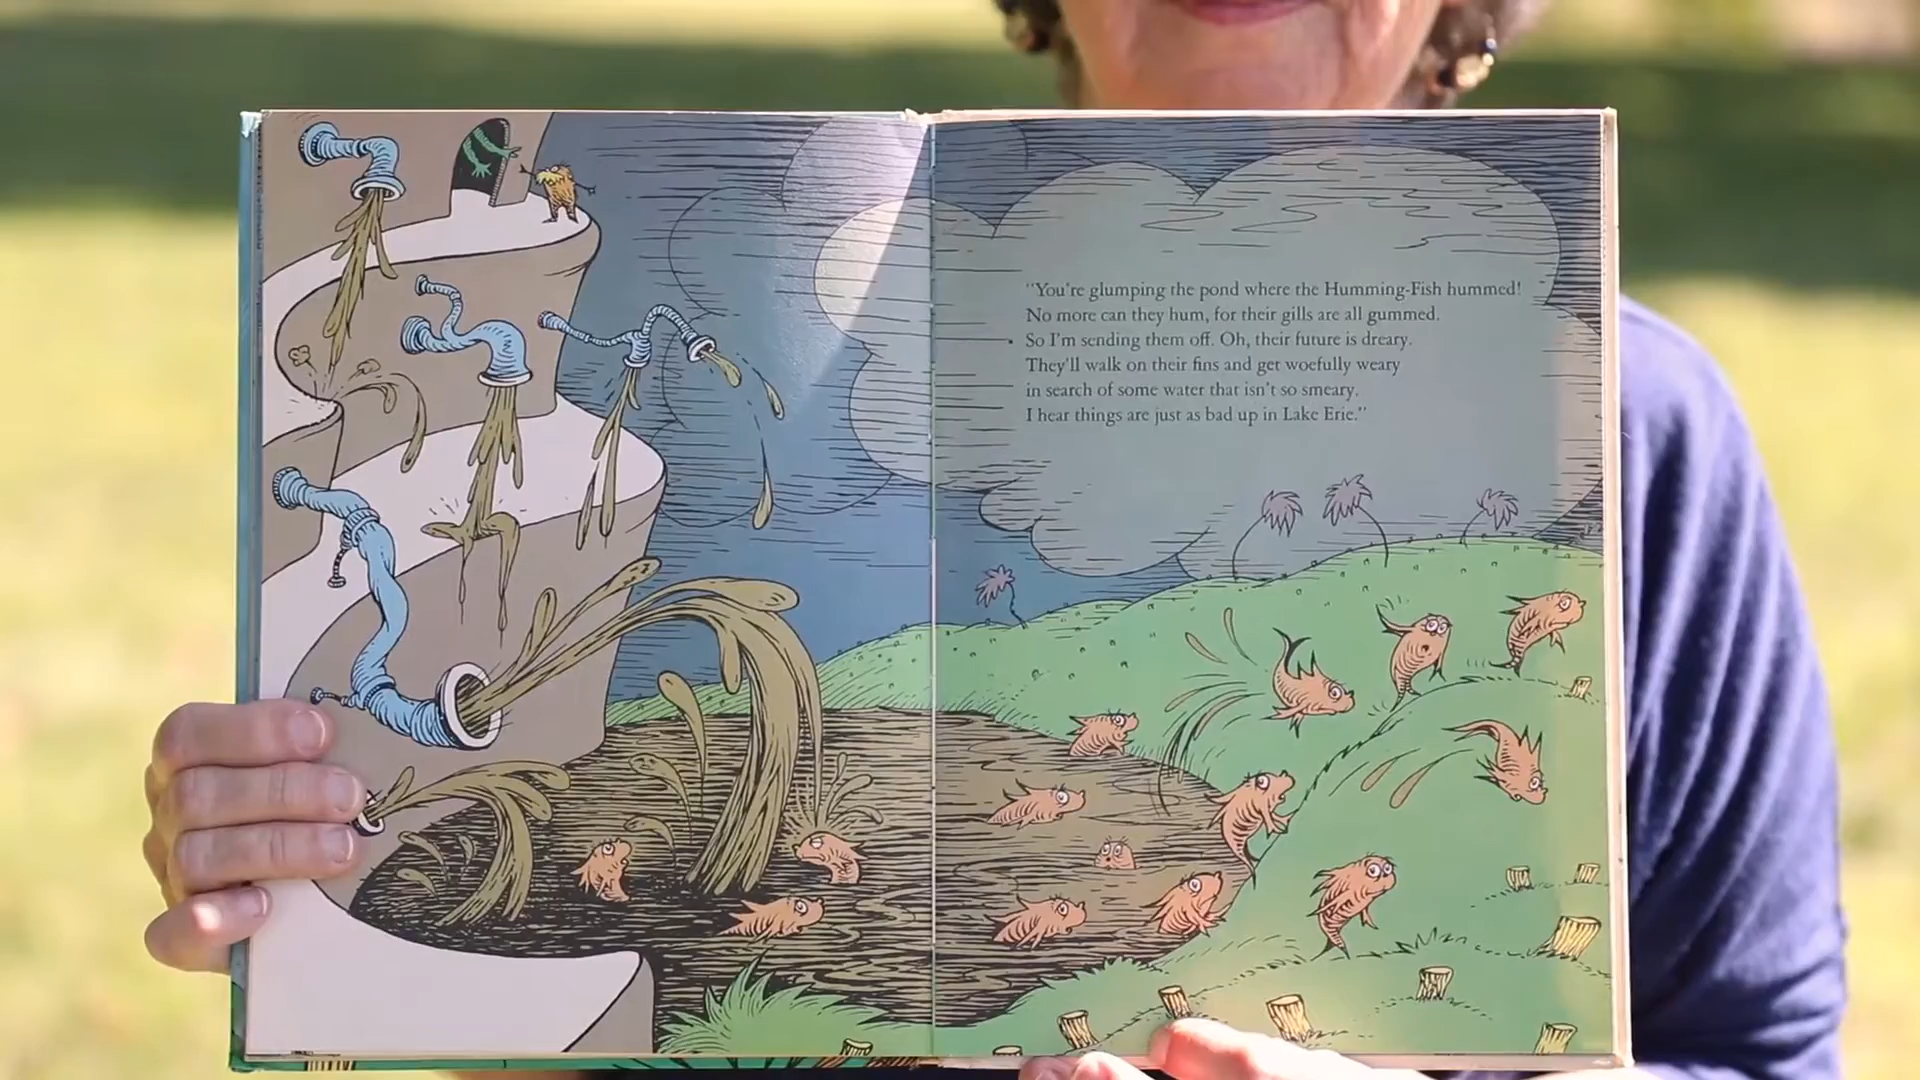 "You're glumping the pond where the Humming-Fish hummed!
No more can they hum, for their gills are all gummed.
So I'm sending them off. Oh, their future is dreary.
They'll walk on their fins and get woefully weary
in search of some water that isn't so smeary.
I hear things are just as bad up in Lake Erie."